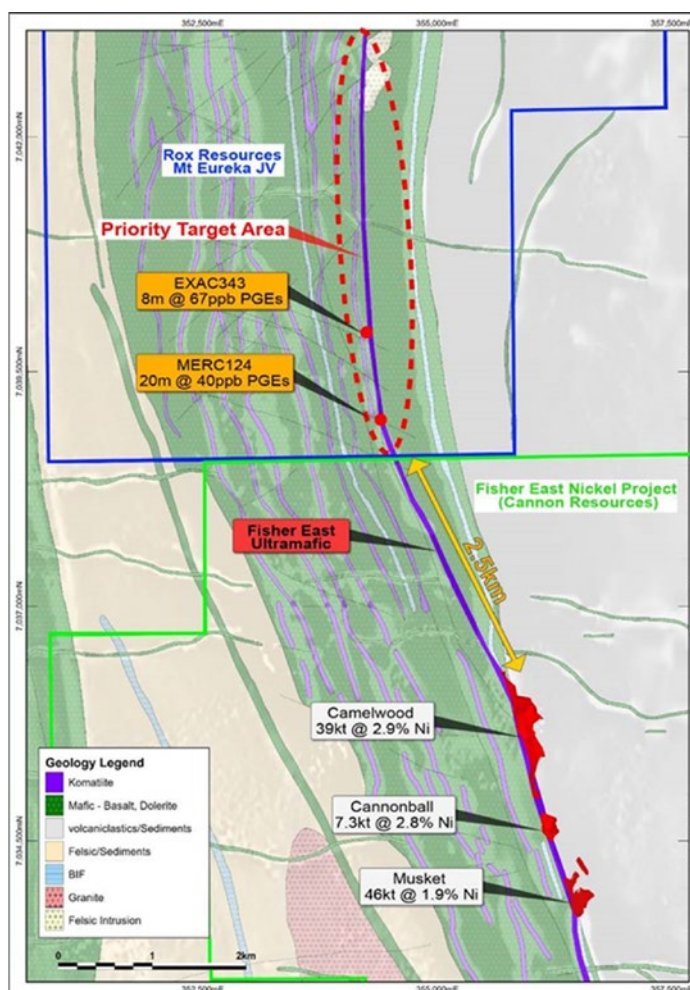 352,500mE 355,000mE 357,500mE
7,042,000mN
Rox Resources
Mt Eureka JV
Priority Target Area
EXAC343
8m @ 67ppb PGEs
7,039,500mN
MERC124
20m @ 40ppb PGEs
Fisher East Nickel Project
(Cannon Resources)
Fisher East
Ultramafic
2.5km
7,037,000mN
Camelwood
39kt @ 2.9% Ni
Cannonball
7.3kt @ 2.8% Ni
7,034,500mN
Musket
46kt @ 1.9% Ni
Geology Legend
Komatiite
Mafic - Basalt, Dolerite
volcaniclastics/Sediments
Felsic/Sediments
BIF
Granite
Felsic Intrusion
0 1 2km
352,500mE 355,000mE 357,500mE